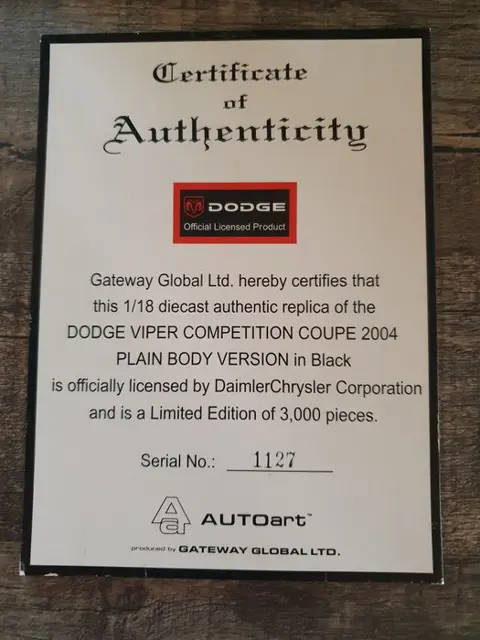 Certificate
of
Authenticity
DODGE
Official Licensed Product
Gateway Global Ltd. hereby certifies that
this 1/18 diecast authentic replica of the
DODGE VIPER COMPETITION COUPE 2004
PLAIN BODY VERSION in Black
is officially licensed by DaimlerChrysler Corporation
and is a Limited Edition of 3,000 pieces.
Serial No.: 1127
AUTOart™
produced by GATEWAY GLOBAL LTD.